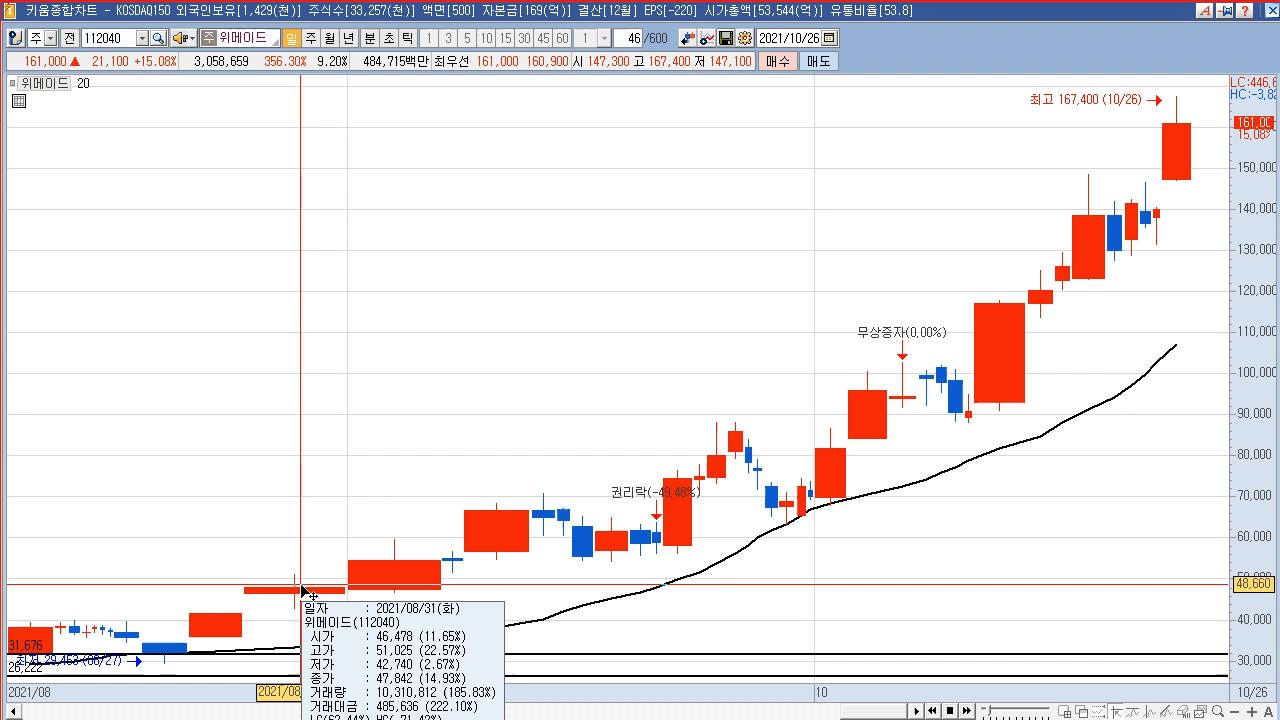 키움종합차트 - KOSDAQ150 외국인보유[1,429(천)] 주식수[33,257(천)] 액면[500] 자본금[169(억)] 결산[12월] EPS[-220] 시가총액[53,544(억)] 유통비율[53.8]
주 전 112040 주 위메이드 일 주 월 년 분 초 틱 1 3 5 10 15 30 45 60 1 46 /600 2021/10/26
161,000 ▲ 21,100 +15.08% 3,058,659 356.30% 9.20% 484,715백만 최우선 161,000 160,900 시 147,300 고 167,400 저 147,100 매수 매도
위메이드 20
LC:446,6
HC:-3,82
최고 167,400 (10/26)
161,00
15,08%
150,000
140,000
130,000
120,000
110,000
무상증자(0,00%)
100,000
90,000
80,000
권리락(-49,48%)
70,000
60,000
48,660
40,000
31,676
최저 29,453 (08/27)
30,000
일자 : 2021/08/31(화)
위메이드(112040)
시가 : 46,478 (11.65%)
고가 : 51,025 (22.57%)
저가 : 42,740 (2.67%)
종가 : 47,842 (14.93%)
거래량 : 10,310,812 (185.83%)
거래대금 : 485,636 (222.10%)
2021/08 2021/08 10 10/26